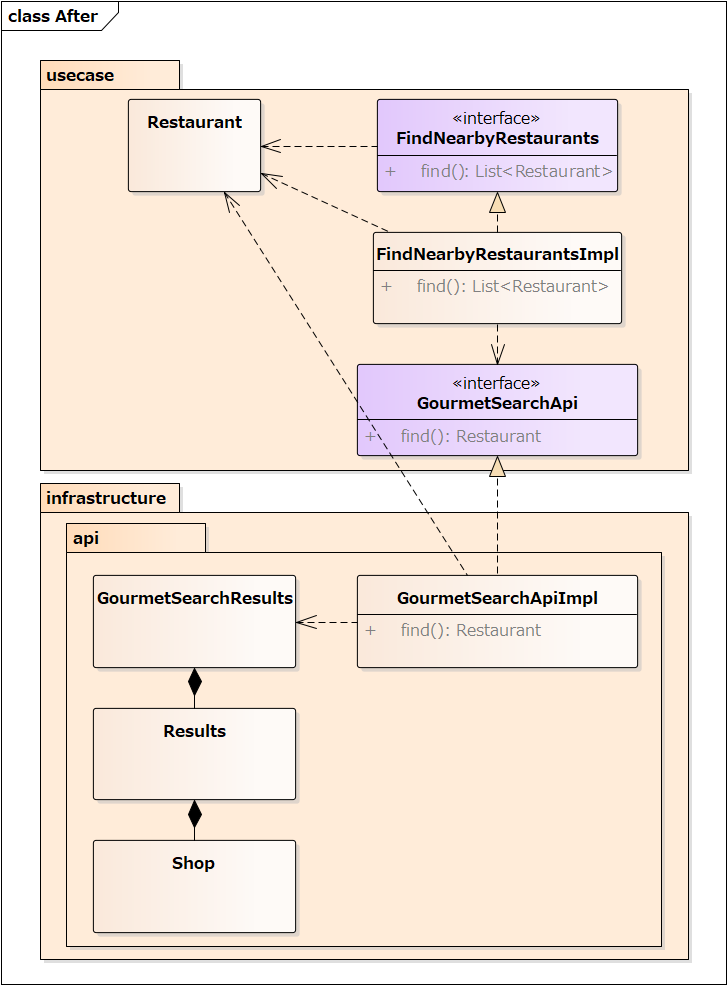 class After
usecase
Restaurant
«interface»
FindNearbyRestaurants
+ find(): List<Restaurant>
FindNearbyRestaurantsImpl
+ find(): List<Restaurant>
«interface»
GourmetSearchApi
+ find(): Restaurant
infrastructure
api
GourmetSearchResults
GourmetSearchApiImpl
+ find(): Restaurant
Results
Shop